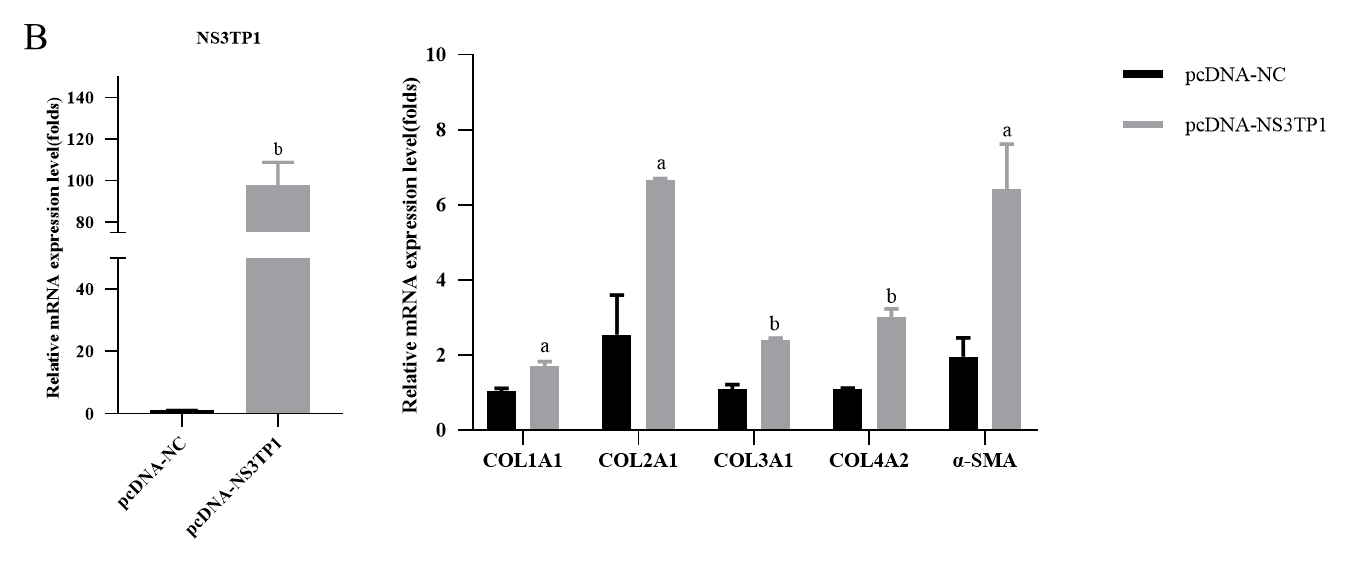 B
NS3TP1
Relative mRNA expression level(folds)
140
120
100
80
40
20
0
b
pcDNA-NC
pcDNA-NS3TP1
Relative mRNA expression level(folds)
10
8
6
4
2
0
a
a
b
b
a
COL1A1
COL2A1
COL3A1
COL4A2
α-SMA
pcDNA-NC
pcDNA-NS3TP1